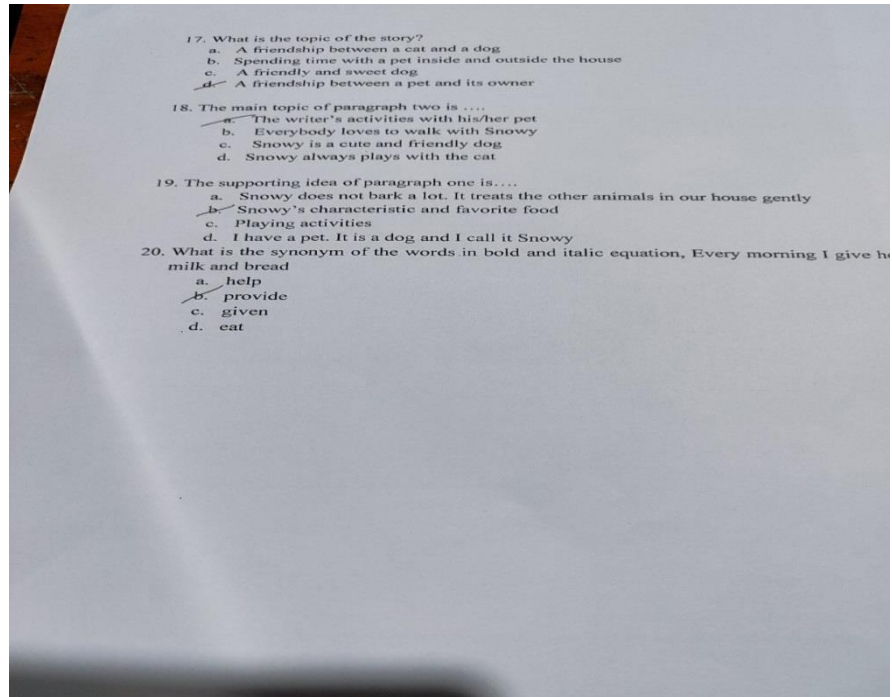 17. What is the topic of the story?
a. A friendship between a cat and a dog
b. Spending time with a pet inside and outside the house
c. A friendly and sweet dog
d. A friendship between a pet and its owner
18. The main topic of paragraph two is ....
a. The writer's activities with his/her pet
b. Everybody loves to walk with Snowy
c. Snowy is a cute and friendly dog
d. Snowy always plays with the cat
19. The supporting idea of paragraph one is....
a. Snowy does not bark a lot. It treats the other animals in our house gently
b. Snowy's characteristic and favorite food
c. Playing activities
d. I have a pet. It is a dog and I call it Snowy
20. What is the synonym of the words in bold and italic equation, Every morning I give
milk and bread
a. help
b. provide
c. given
d. eat